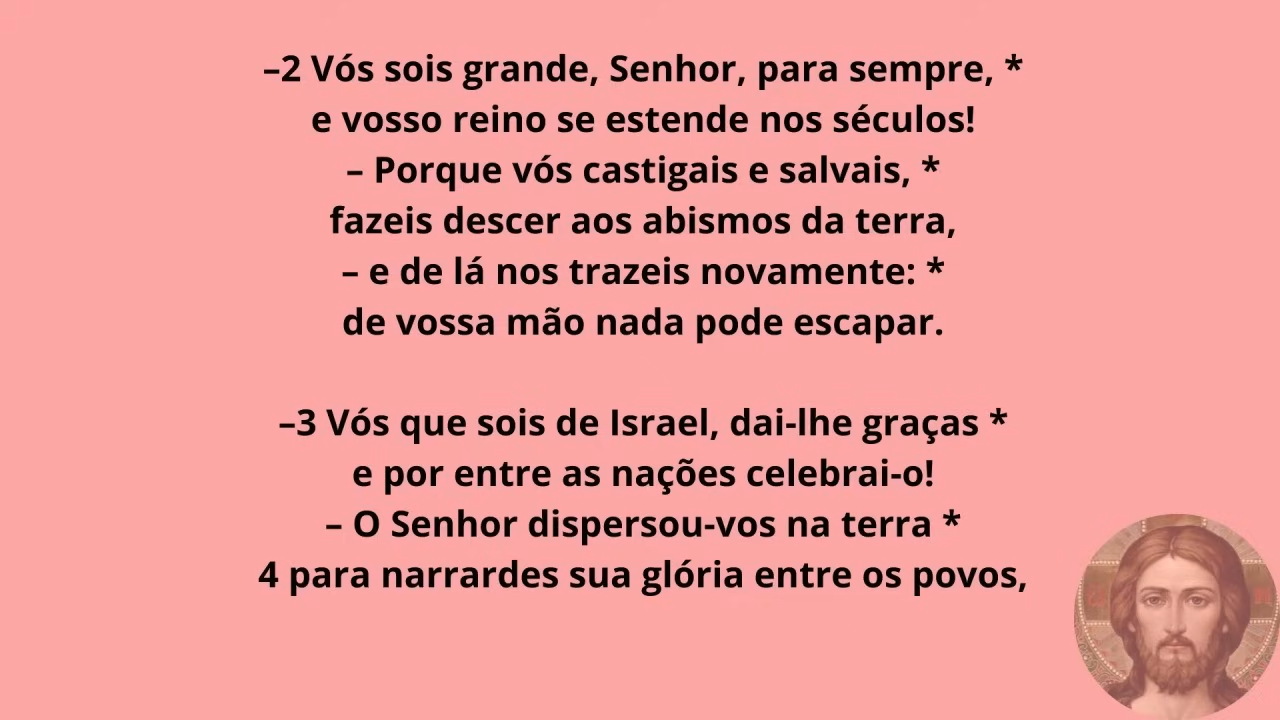 –2 Vós sois grande, Senhor, para sempre, *
e vosso reino se estende nos séculos!
– Porque vós castigais e salvais, *
fazeis descer aos abismos da terra,
– e de lá nos trazeis novamente: *
de vossa mão nada pode escapar.
–3 Vós que sois de Israel, dai-lhe graças *
e por entre as nações celebrai-o!
– O Senhor dispersou-vos na terra *
4 para narrardes sua glória entre os povos,